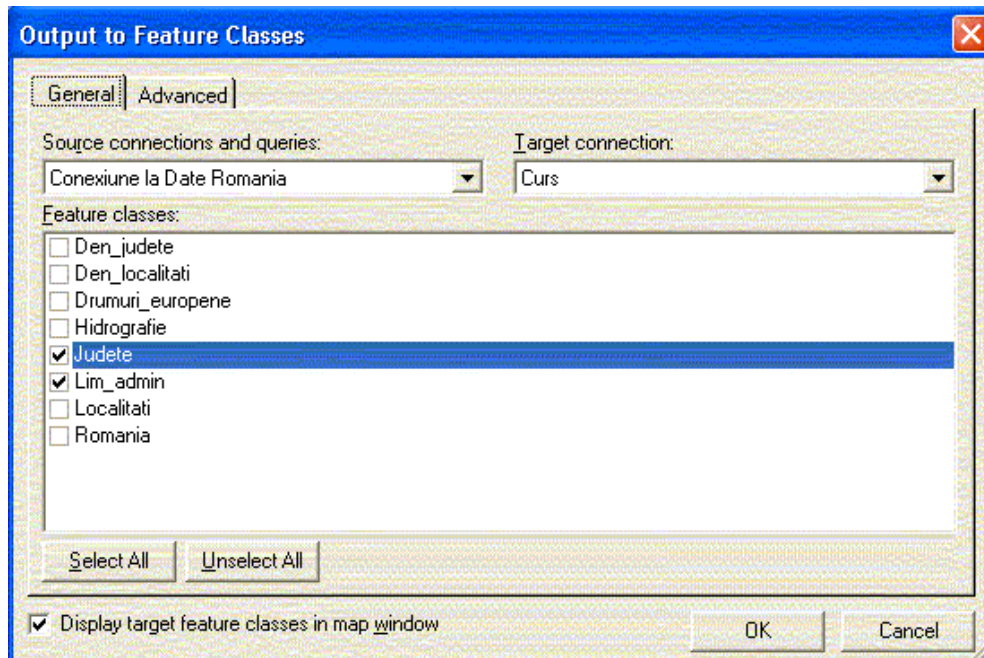 Output to Feature Classes
General Advanced
Source connections and queries: Target connection:
Conexiune la Date Romania Curs
Feature classes:
Den_judete
Den_localitati
Drumuri_europene
Hidrografie
Judete
Lim_admin
Localitati
Romania
Select All Unselect All
Display target feature classes in map window OK Cancel